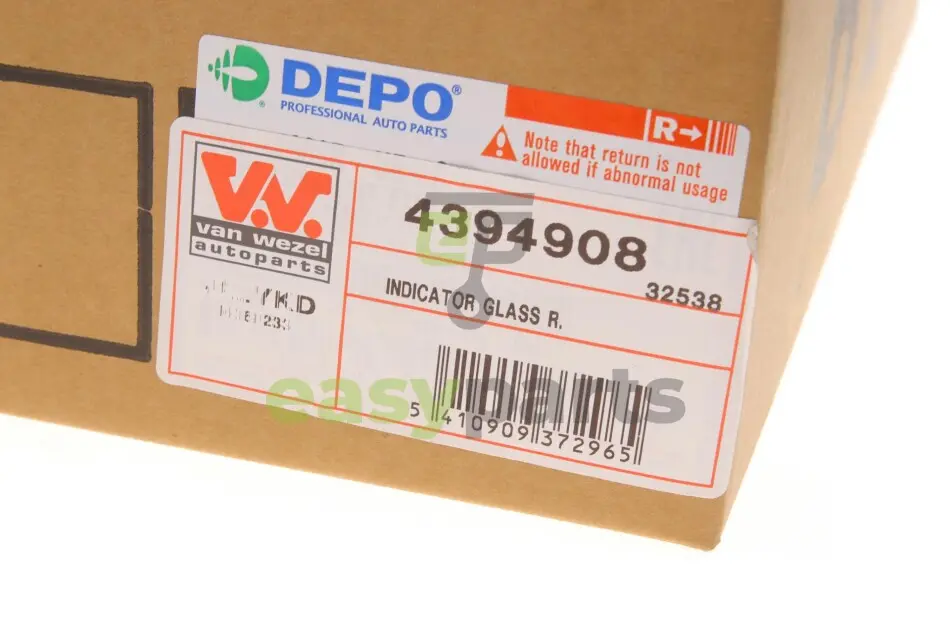 DEPO®
PROFESSIONAL AUTO PARTS
R→
Note that return is not
allowed if abnormal usage
V.W.
van wezel
autoparts
4394908
32538
INDICATOR GLASS R.
5 410909 372965
easyparts